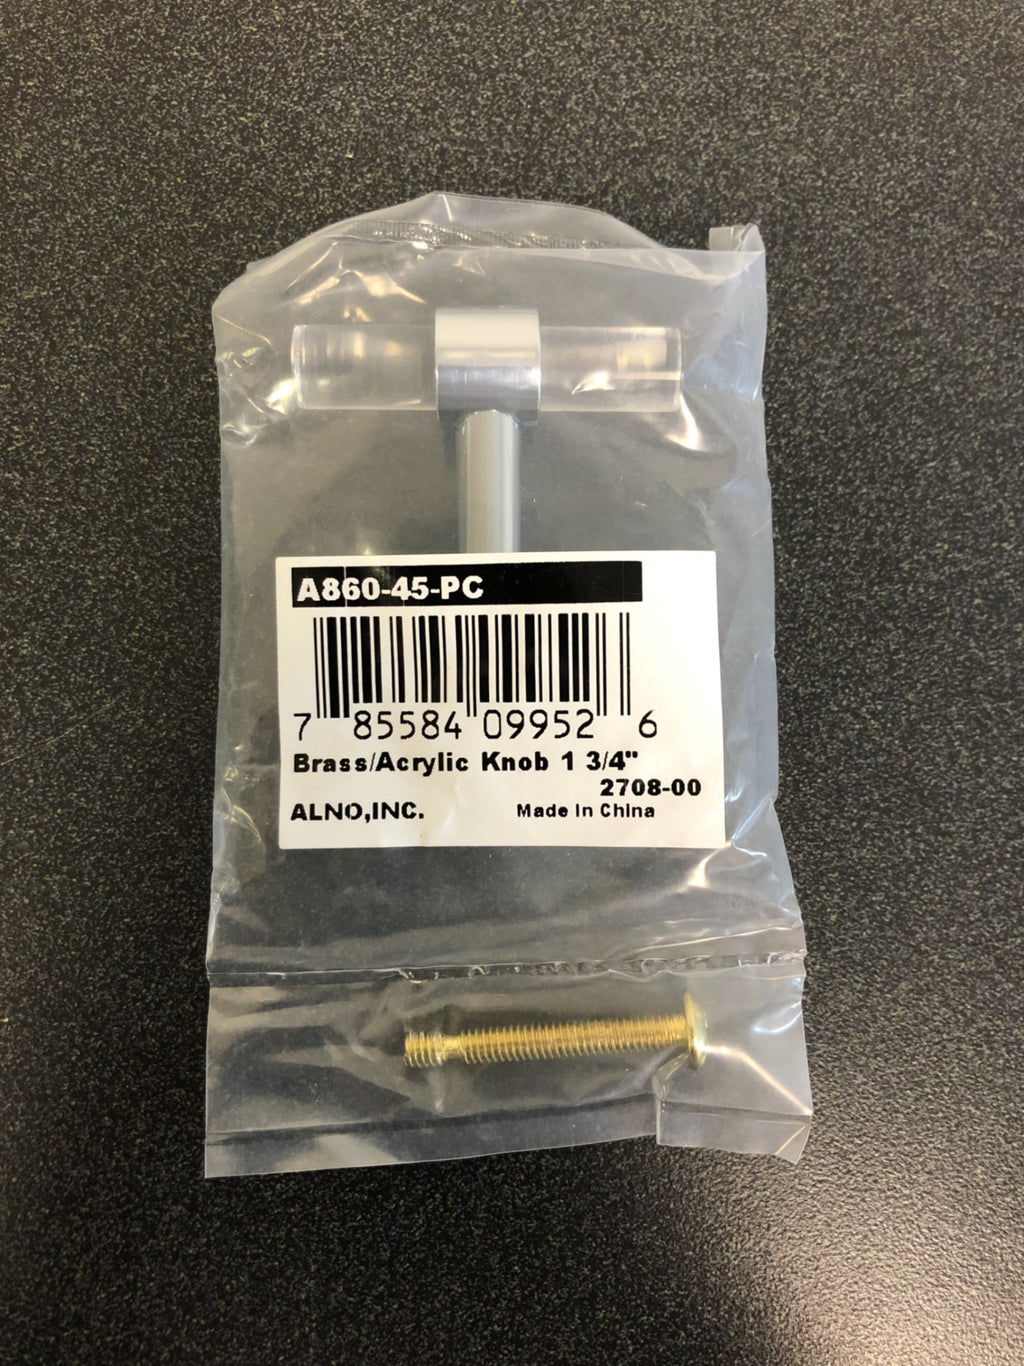 A860-45-PC
7 85584 09952 6
Brass/Acrylic Knob 1 3/4"
2708-00
ALNO,INC. Made In China